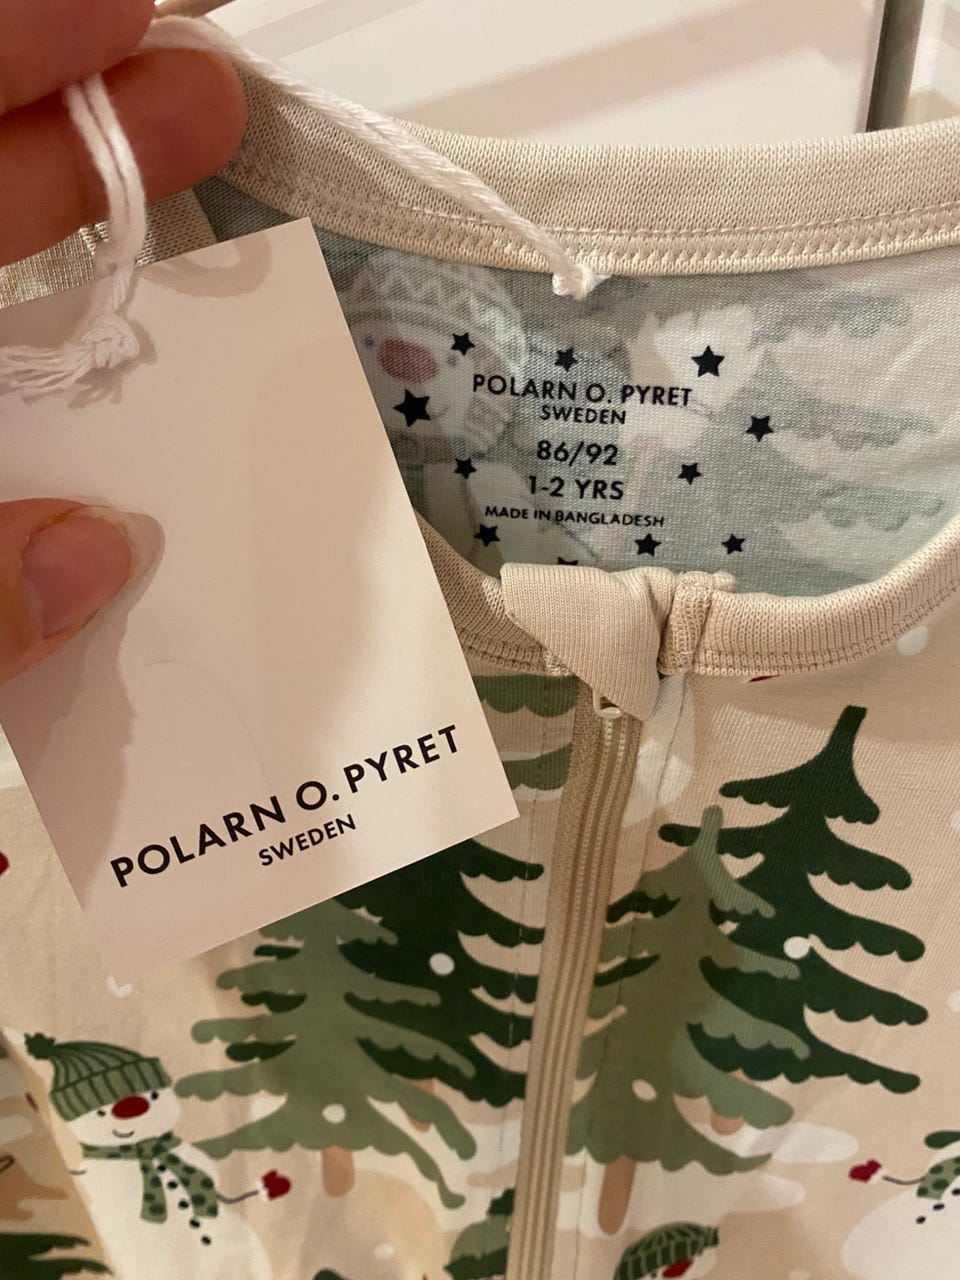 POLARN O. PYRET
SWEDEN
86/92
1-2 YRS
MADE IN BANGLADESH
POLARN O. PYRET
SWEDEN